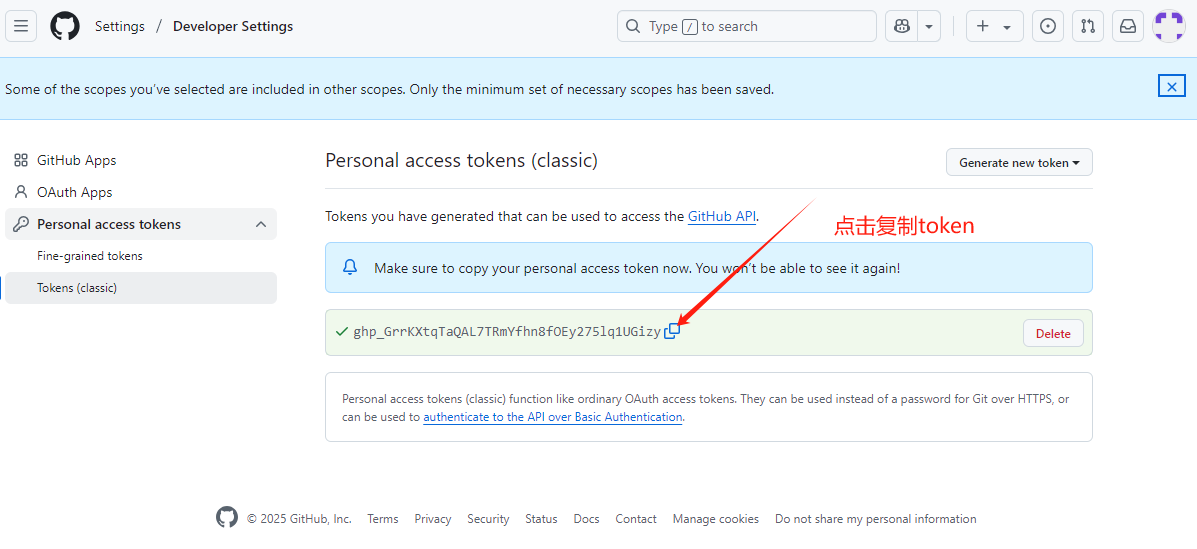 Settings / Developer Settings
Type / to search
Some of the scopes you've selected are included in other scopes. Only the minimum set of necessary scopes has been saved.
GitHub Apps
OAuth Apps
Personal access tokens
Fine-grained tokens
Tokens (classic)
Personal access tokens (classic)
Generate new token
Tokens you have generated that can be used to access the GitHub API.
点击复制token
Make sure to copy your personal access token now. You won't be able to see it again!
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
Delete
Personal access tokens (classic) function like ordinary OAuth access tokens. They can be used instead of a password for Git over HTTPS, or
can be used to authenticate to the API over Basic Authentication.
© 2025 GitHub, Inc. Terms Privacy Security Status Docs Contact Manage cookies Do not share my personal information